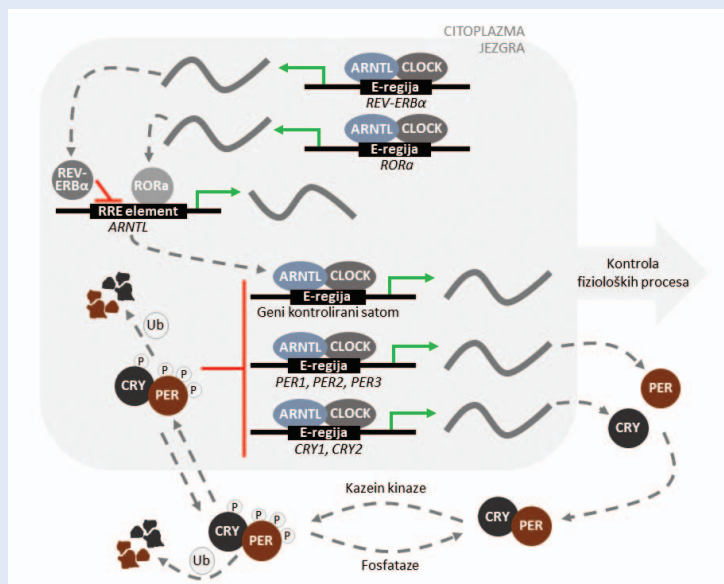 CITOPLAZMA
JEZGRA
ARNTL CLOCK
E-regija
REV-ERBα
ARNTL CLOCK
E-regija
RORα
REV-
ERBα
RORa
RRE element
ARNTL
ARNTL CLOCK
E-regija
Geni kontrolirani satom
Kontrola
fizioloških procesa
Ub
P
P
P
P
CRY
PER
ARNTL CLOCK
E-regija
PER1, PER2, PER3
PER
ARNTL CLOCK
E-regija
CRY1, CRY2
CRY
Kazein kinaze
P
P
P
P
CRY
PER
CRY
PER
Ub
Fosfataze